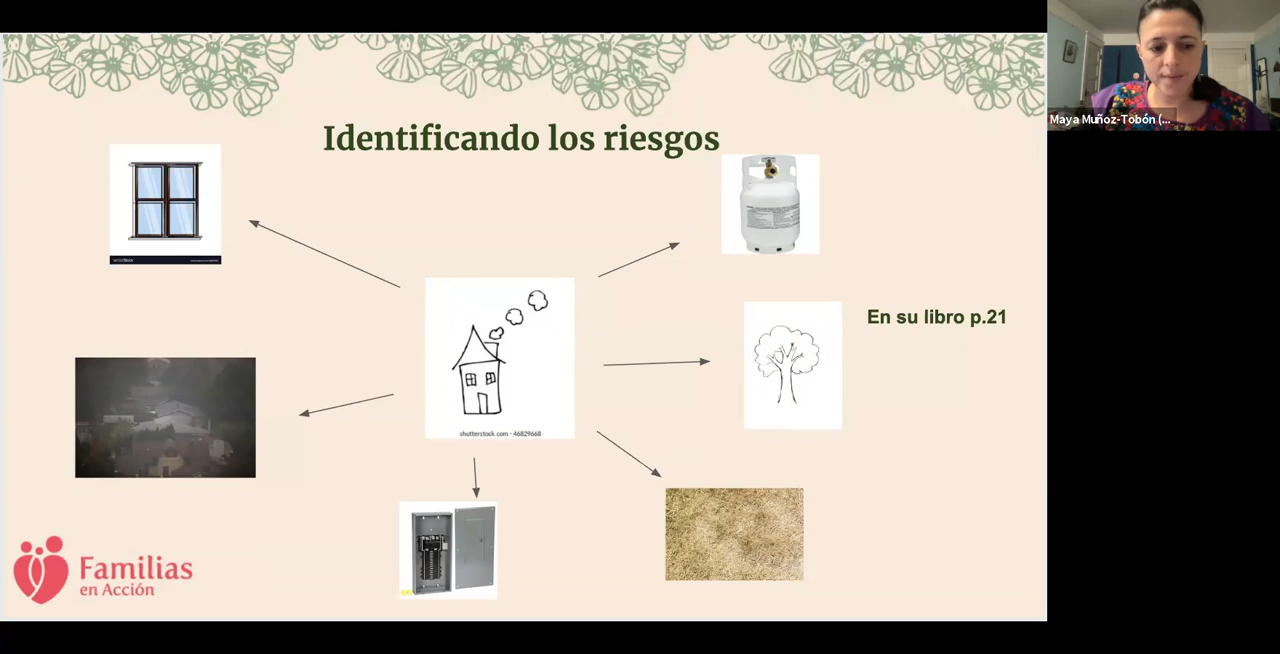 Maya Muñoz-Tobón (...
Identificando los riesgos
En su libro p.21
shutterstock.com • 46829668
Familias
en Acción